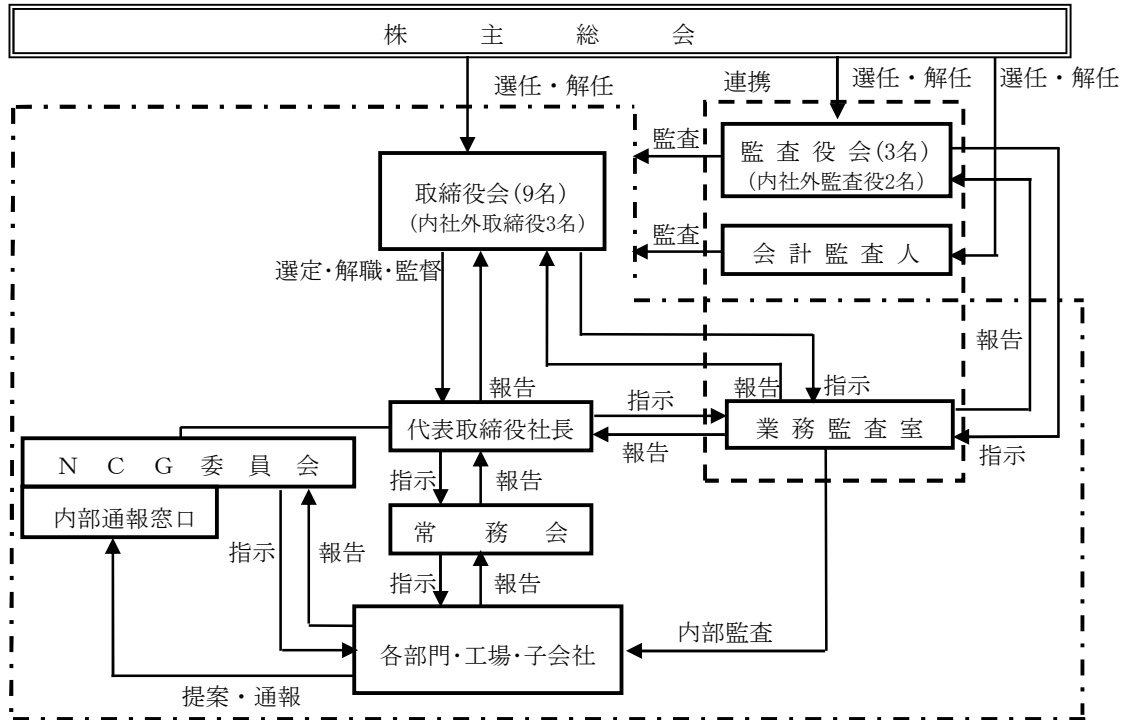 株 主 総 会
選任・解任
連携
選任・解任
選任・解任
監査
監 査 役 会(3名)
(内社外監査役2名)
取締役会(9名)
(内社外取締役3名)
監査
会 計 監 査 人
選定・解職・監督
報告
報告
報告
指示
指示
代表取締役社長
業 務 監 査 室
報告
指示
N C G 委 員 会
指示
報告
内部通報窓口
常 務 会
指示
報告
指示
報告
内部監査
各部門・工場・子会社
提案・通報